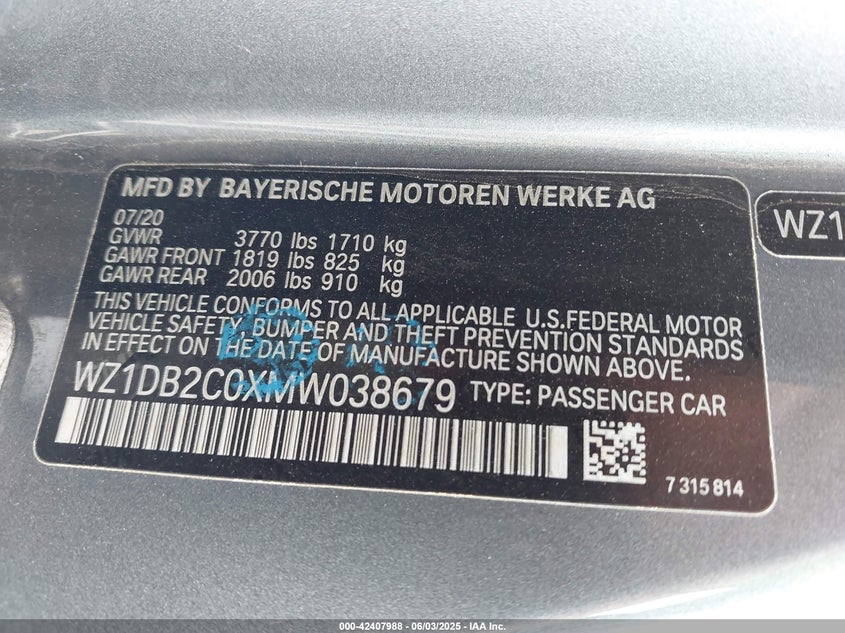 MFD BY BAYERISCHE MOTOREN WERKE AG
07/20
GVWR 3770 lbs 1710 kg
GAWR FRONT 1819 lbs 825 kg
GAWR REAR 2006 lbs 910 kg
THIS VEHICLE CONFORMS TO ALL APPLICABLE U.S.FEDERAL MOTOR
VEHICLE SAFETY, BUMPER AND THEFT PREVENTION STANDARDS
IN EFFECT ON THE DATE OF MANUFACTURE SHOWN ABOVE.
WZ1DB2C0XMW038679 TYPE: PASSENGER CAR
7 315 814
WZ1
000-42407988 | 06/03/2025 - IAA Inc.